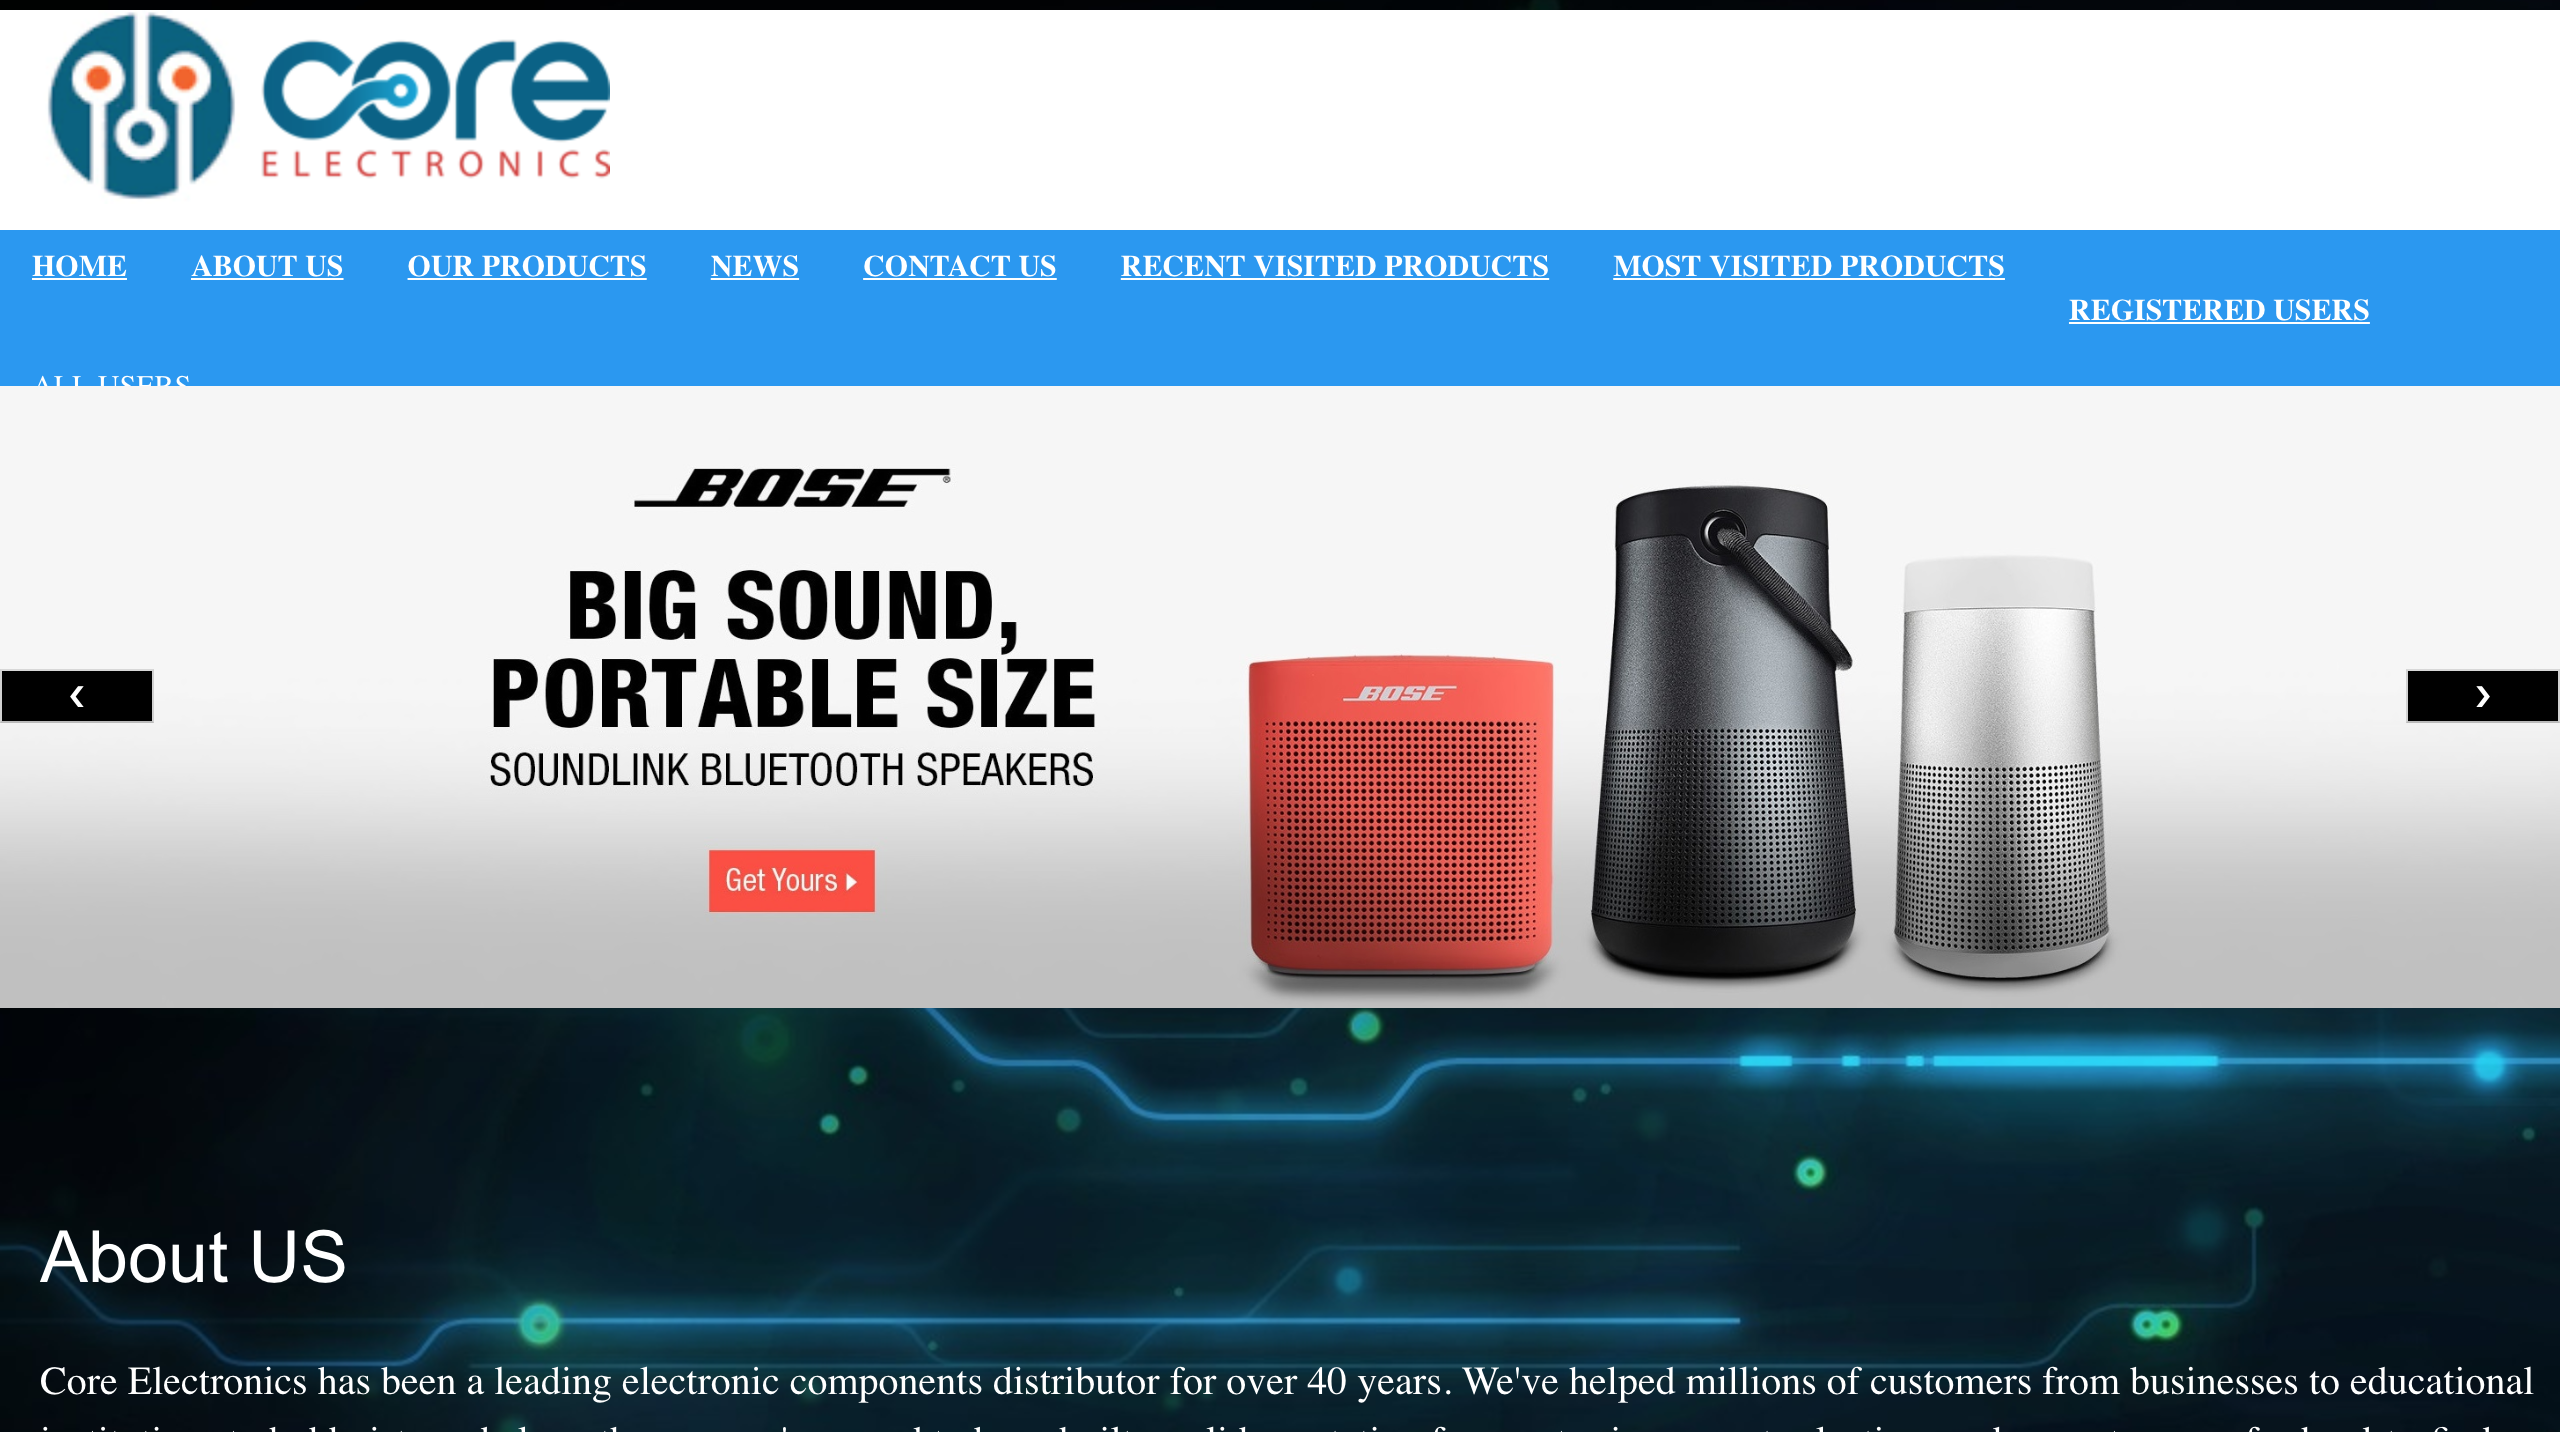 core
ELECTRONICS
HOME ABOUT US OUR PRODUCTS NEWS CONTACT US RECENT VISITED PRODUCTS MOST VISITED PRODUCTS
REGISTERED USERS
ALL USERS
BOSE®
BIG SOUND,
PORTABLE SIZE
SOUNDLINK BLUETOOTH SPEAKERS
BOSE
❮ ❯
Get Yours
About US
Core Electronics has been a leading electronic components distributor for over 40 years. We've helped millions of customers from businesses to educational